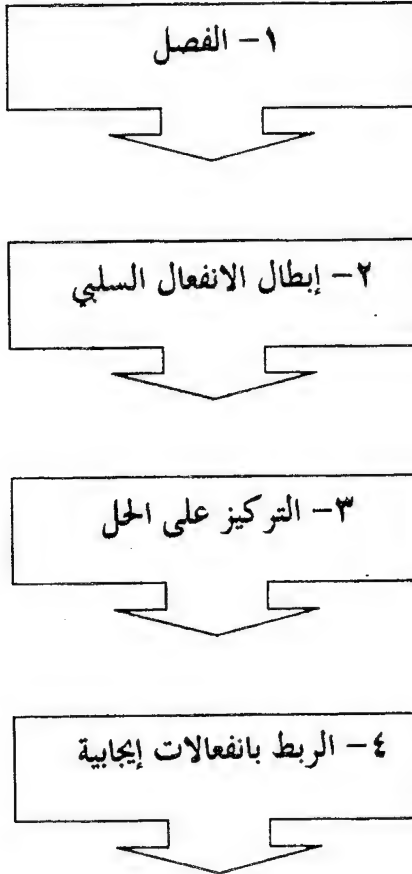 ١- الفصل
٢- إبطال الانفعال السلبي
٣- التركيز على الحل
٤- الربط بانفعالات إيجابية